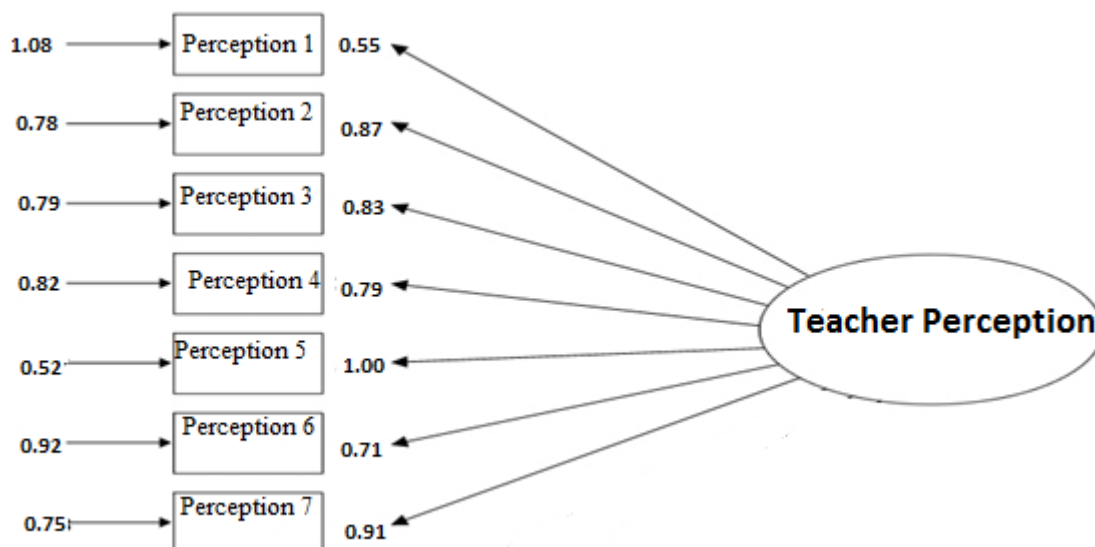 1.08 Perception 1 0.55
0.78 Perception 2 0.87
0.79 Perception 3 0.83
0.82 Perception 4 0.79
0.52 Perception 5 1.00
0.92 Perception 6 0.71
0.75 Perception 7 0.91
Teacher Perception